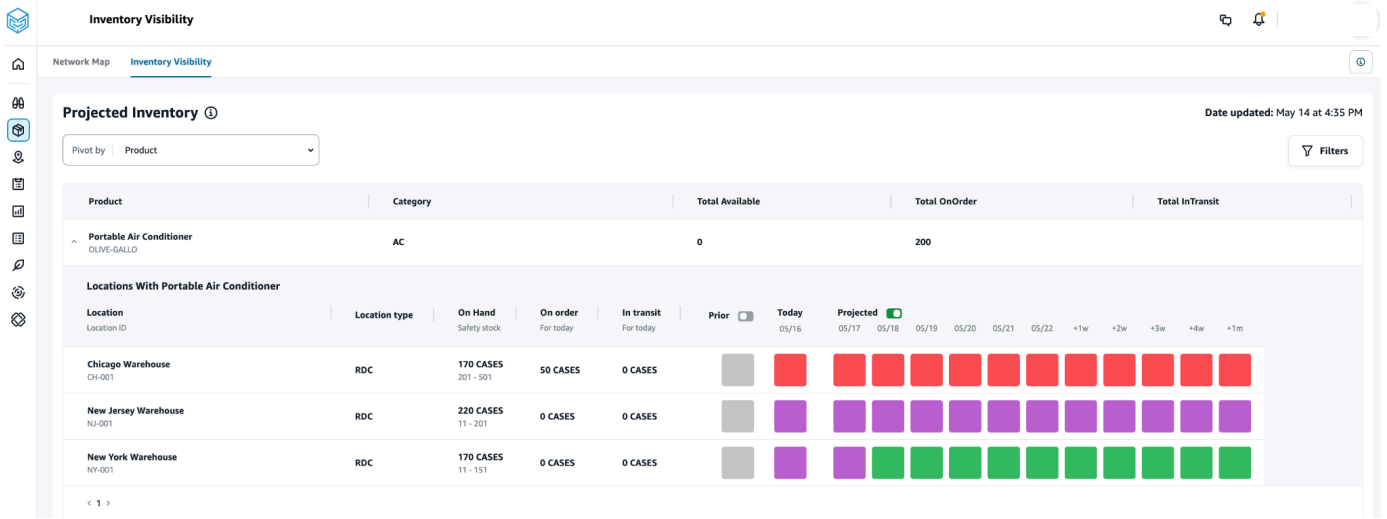 Inventory Visibility
Network Map Inventory Visibility
Projected Inventory
Date updated: May 14 at 4:35 PM
Pivot by Product
Filters
Product Category Total Available Total OnOrder Total InTransit
Portable Air Conditioner
OLIVE-GALLO
AC 0 200
Locations With Portable Air Conditioner
Location Location type On Hand On order In transit Prior Today Projected
Location ID Safety stock For today For today 05/16 05/17 05/18 05/19 05/20 05/21 05/22 +1w +2w +3w +4w +1m
Chicago Warehouse
CH-001
RDC
170 CASES
201 - 501
50 CASES
0 CASES
New Jersey Warehouse
NJ-001
RDC
220 CASES
11 - 201
0 CASES
0 CASES
New York Warehouse
NY-001
RDC
170 CASES
11 - 151
0 CASES
0 CASES
< 1 >